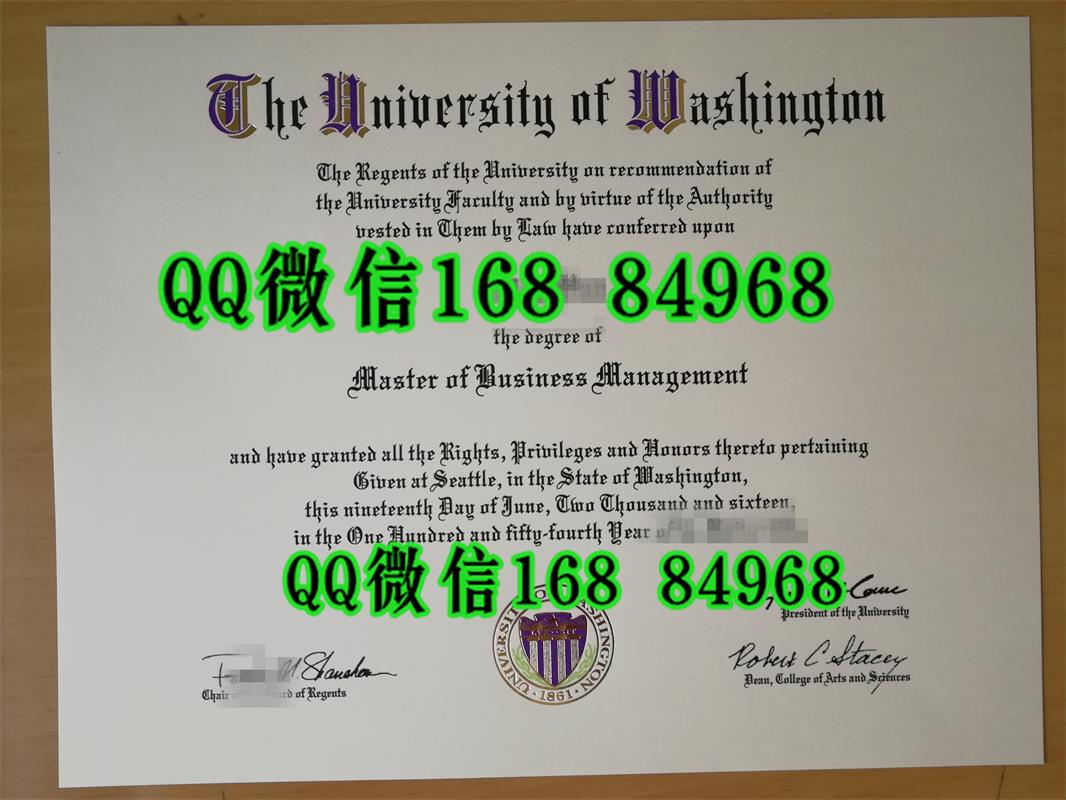 The University of Washington
The Regents of the University on recommendation of
the University Faculty and by virtue of the Authority
vested in Them by Law have conferred upon
QQ微信168 84968
the degree of
Master of Business Management
and have granted all the Rights, Privileges and Honors thereto pertaining
Given at Seattle, in the State of Washington,
this nineteenth Day of June, Two Thousand and sixteen,
in the One Hundred and fifty-fourth Year
QQ微信168 84968
President of the University
UNIVERSITY OF WASHINGTON
1861
M. Shanahan
Chair of Regents
Robert C Stacey
Dean, College of Arts and Sciences